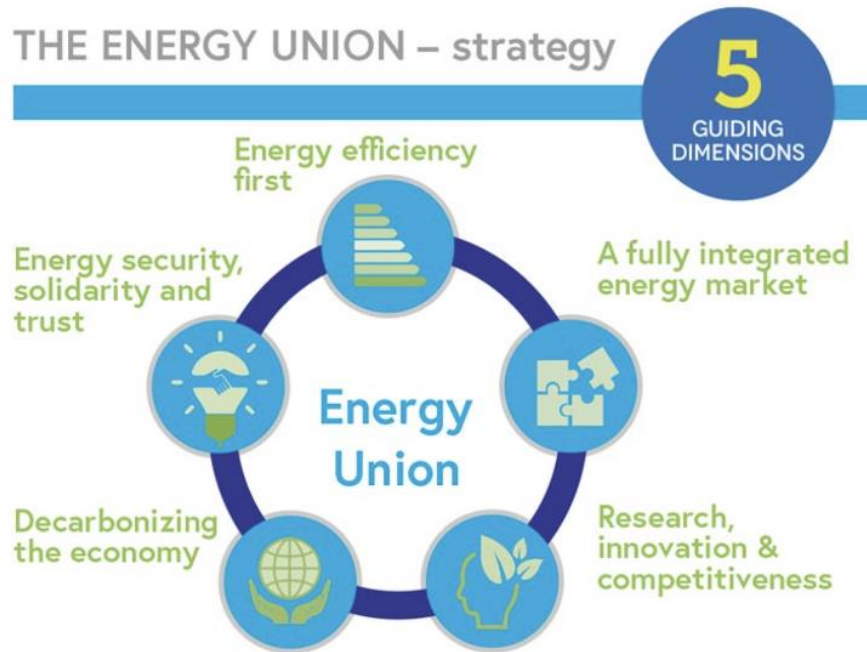 THE ENERGY UNION – strategy
5
GUIDING
DIMENSIONS
Energy efficiency
first
Energy security,
solidarity and
trust
A fully integrated
energy market
Energy
Union
Decarbonizing
the economy
Research,
innovation &
competitiveness